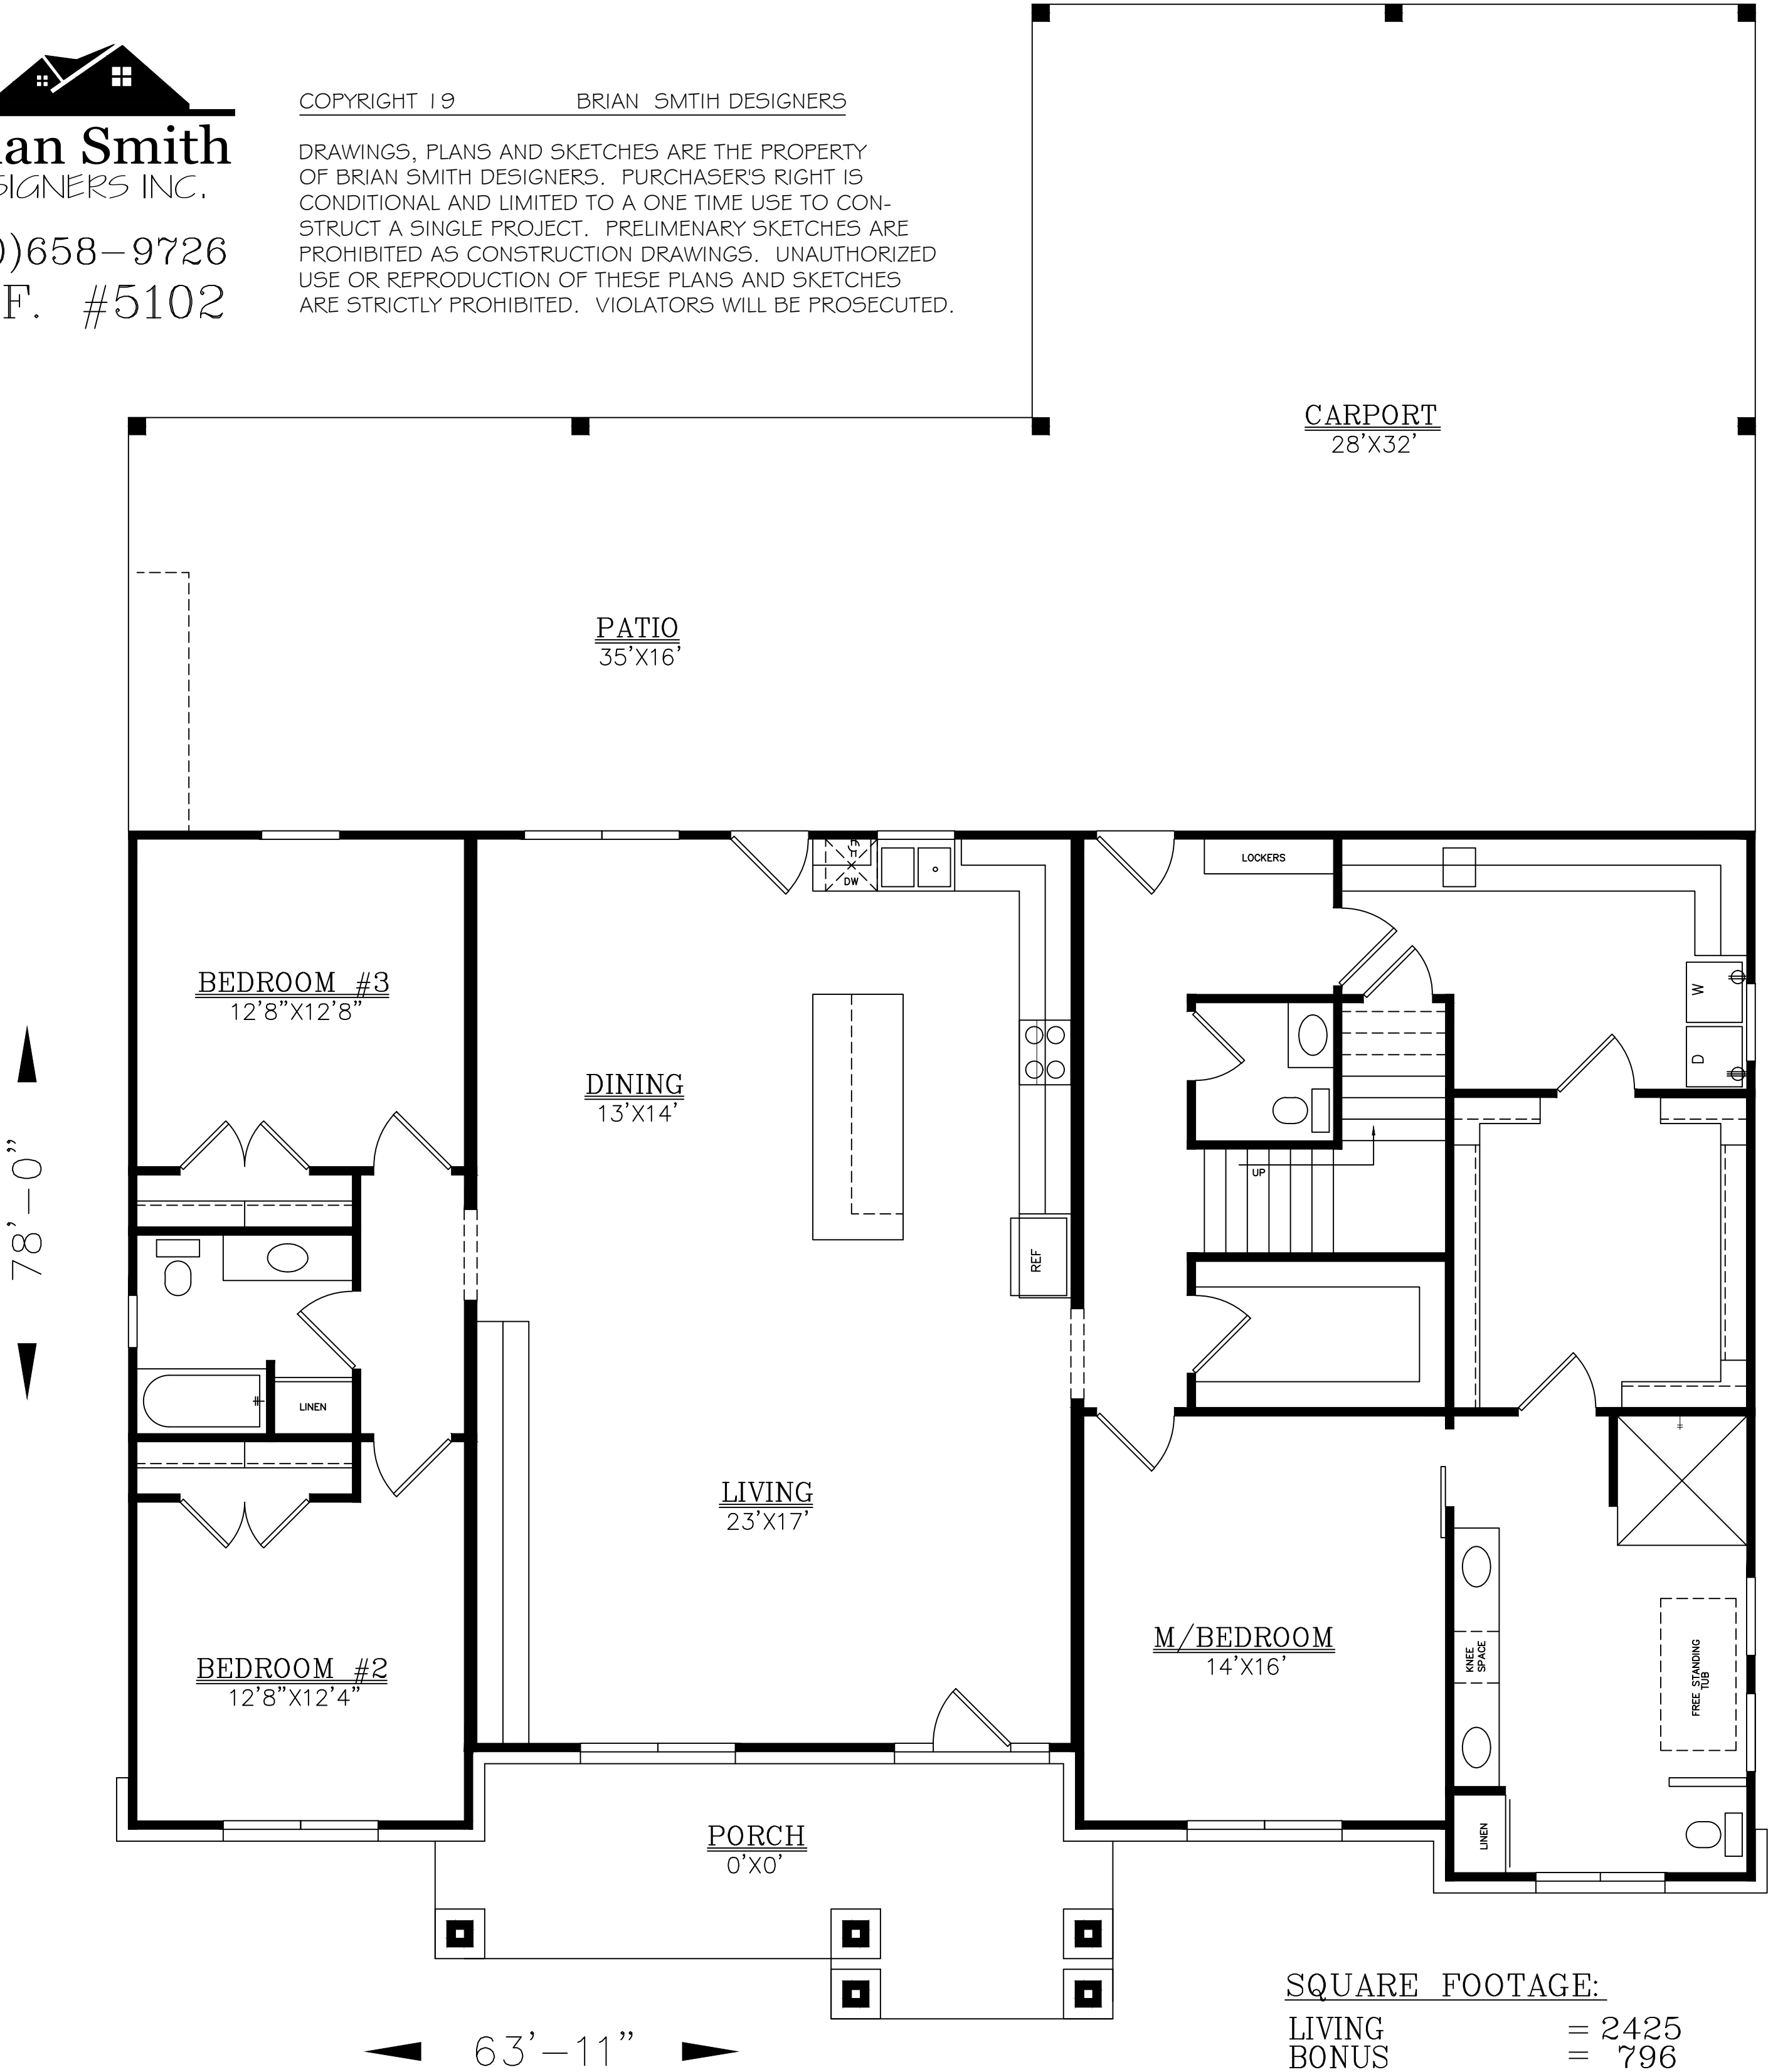 ian Smith
SIGNERS INC.
0)658-9726
F. #5102
COPYRIGHT 19 BRIAN SMTIH DESIGNERS
DRAWINGS, PLANS AND SKETCHES ARE THE PROPERTY
OF BRIAN SMITH DESIGNERS. PURCHASER'S RIGHT IS
CONDITIONAL AND LIMITED TO A ONE TIME USE TO CON-
STRUCT A SINGLE PROJECT. PRELIMENARY SKETCHES ARE
PROHIBITED AS CONSTRUCTION DRAWINGS. UNAUTHORIZED
USE OR REPRODUCTION OF THESE PLANS AND SKETCHES
ARE STRICTLY PROHIBITED. VIOLATORS WILL BE PROSECUTED.
CARPORT
28'X32'
PATIO
35'X16'
LOCKERS
DW
BEDROOM #3
12'8"X12'8"
W
D
DINING
13'X14'
UP
REF
78'-0"
LINEN
LIVING
23'X17'
M/BEDROOM
14'X16'
KNEE
SPACE
FREE STANDING
TUB
BEDROOM #2
12'8"X12'4"
LINEN
PORCH
0'X0'
63'-11"
SQUARE FOOTAGE:
LIVING = 2425
BONUS = 796